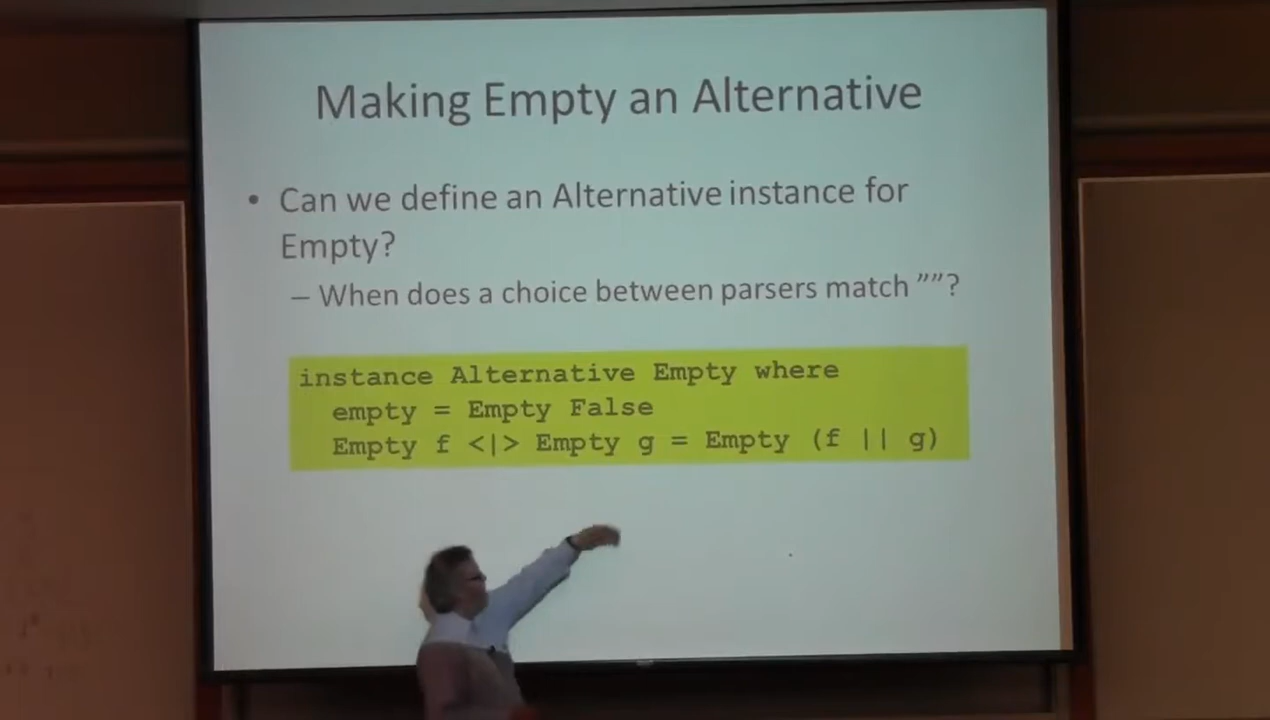 Making Empty an Alternative
• Can we define an Alternative instance for
Empty?
– When does a choice between parsers match ””?
instance Alternative Empty where
empty = Empty False
Empty f <|> Empty g = Empty (f || g)